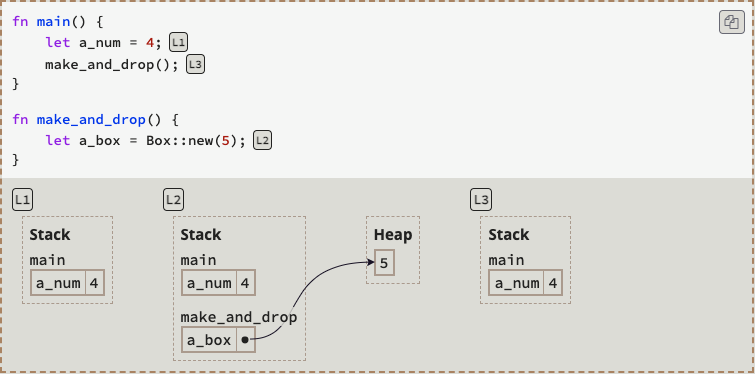 fn main() {
    let a_num = 4; L1
    make_and_drop(); L3
}
fn make_and_drop() {
    let a_box = Box::new(5); L2
}
L1
Stack
main
a_num 4
L2
Stack
main
a_num 4
make_and_drop
a_box
Heap
5
L3
Stack
main
a_num 4